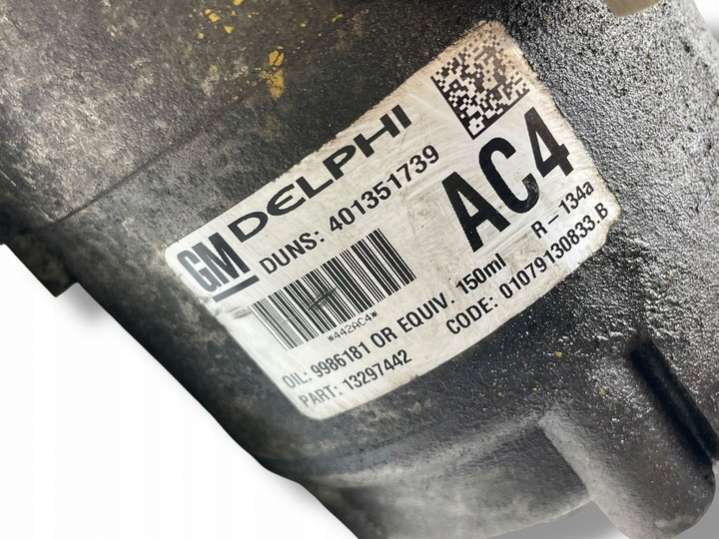 GM DELPHI
DUNS: 401351739
AC4
*442AC4*
R-134a
OIL: 9986181 OR EQUIV. 150ml
PART: 13297442
CODE: 01079130833.B